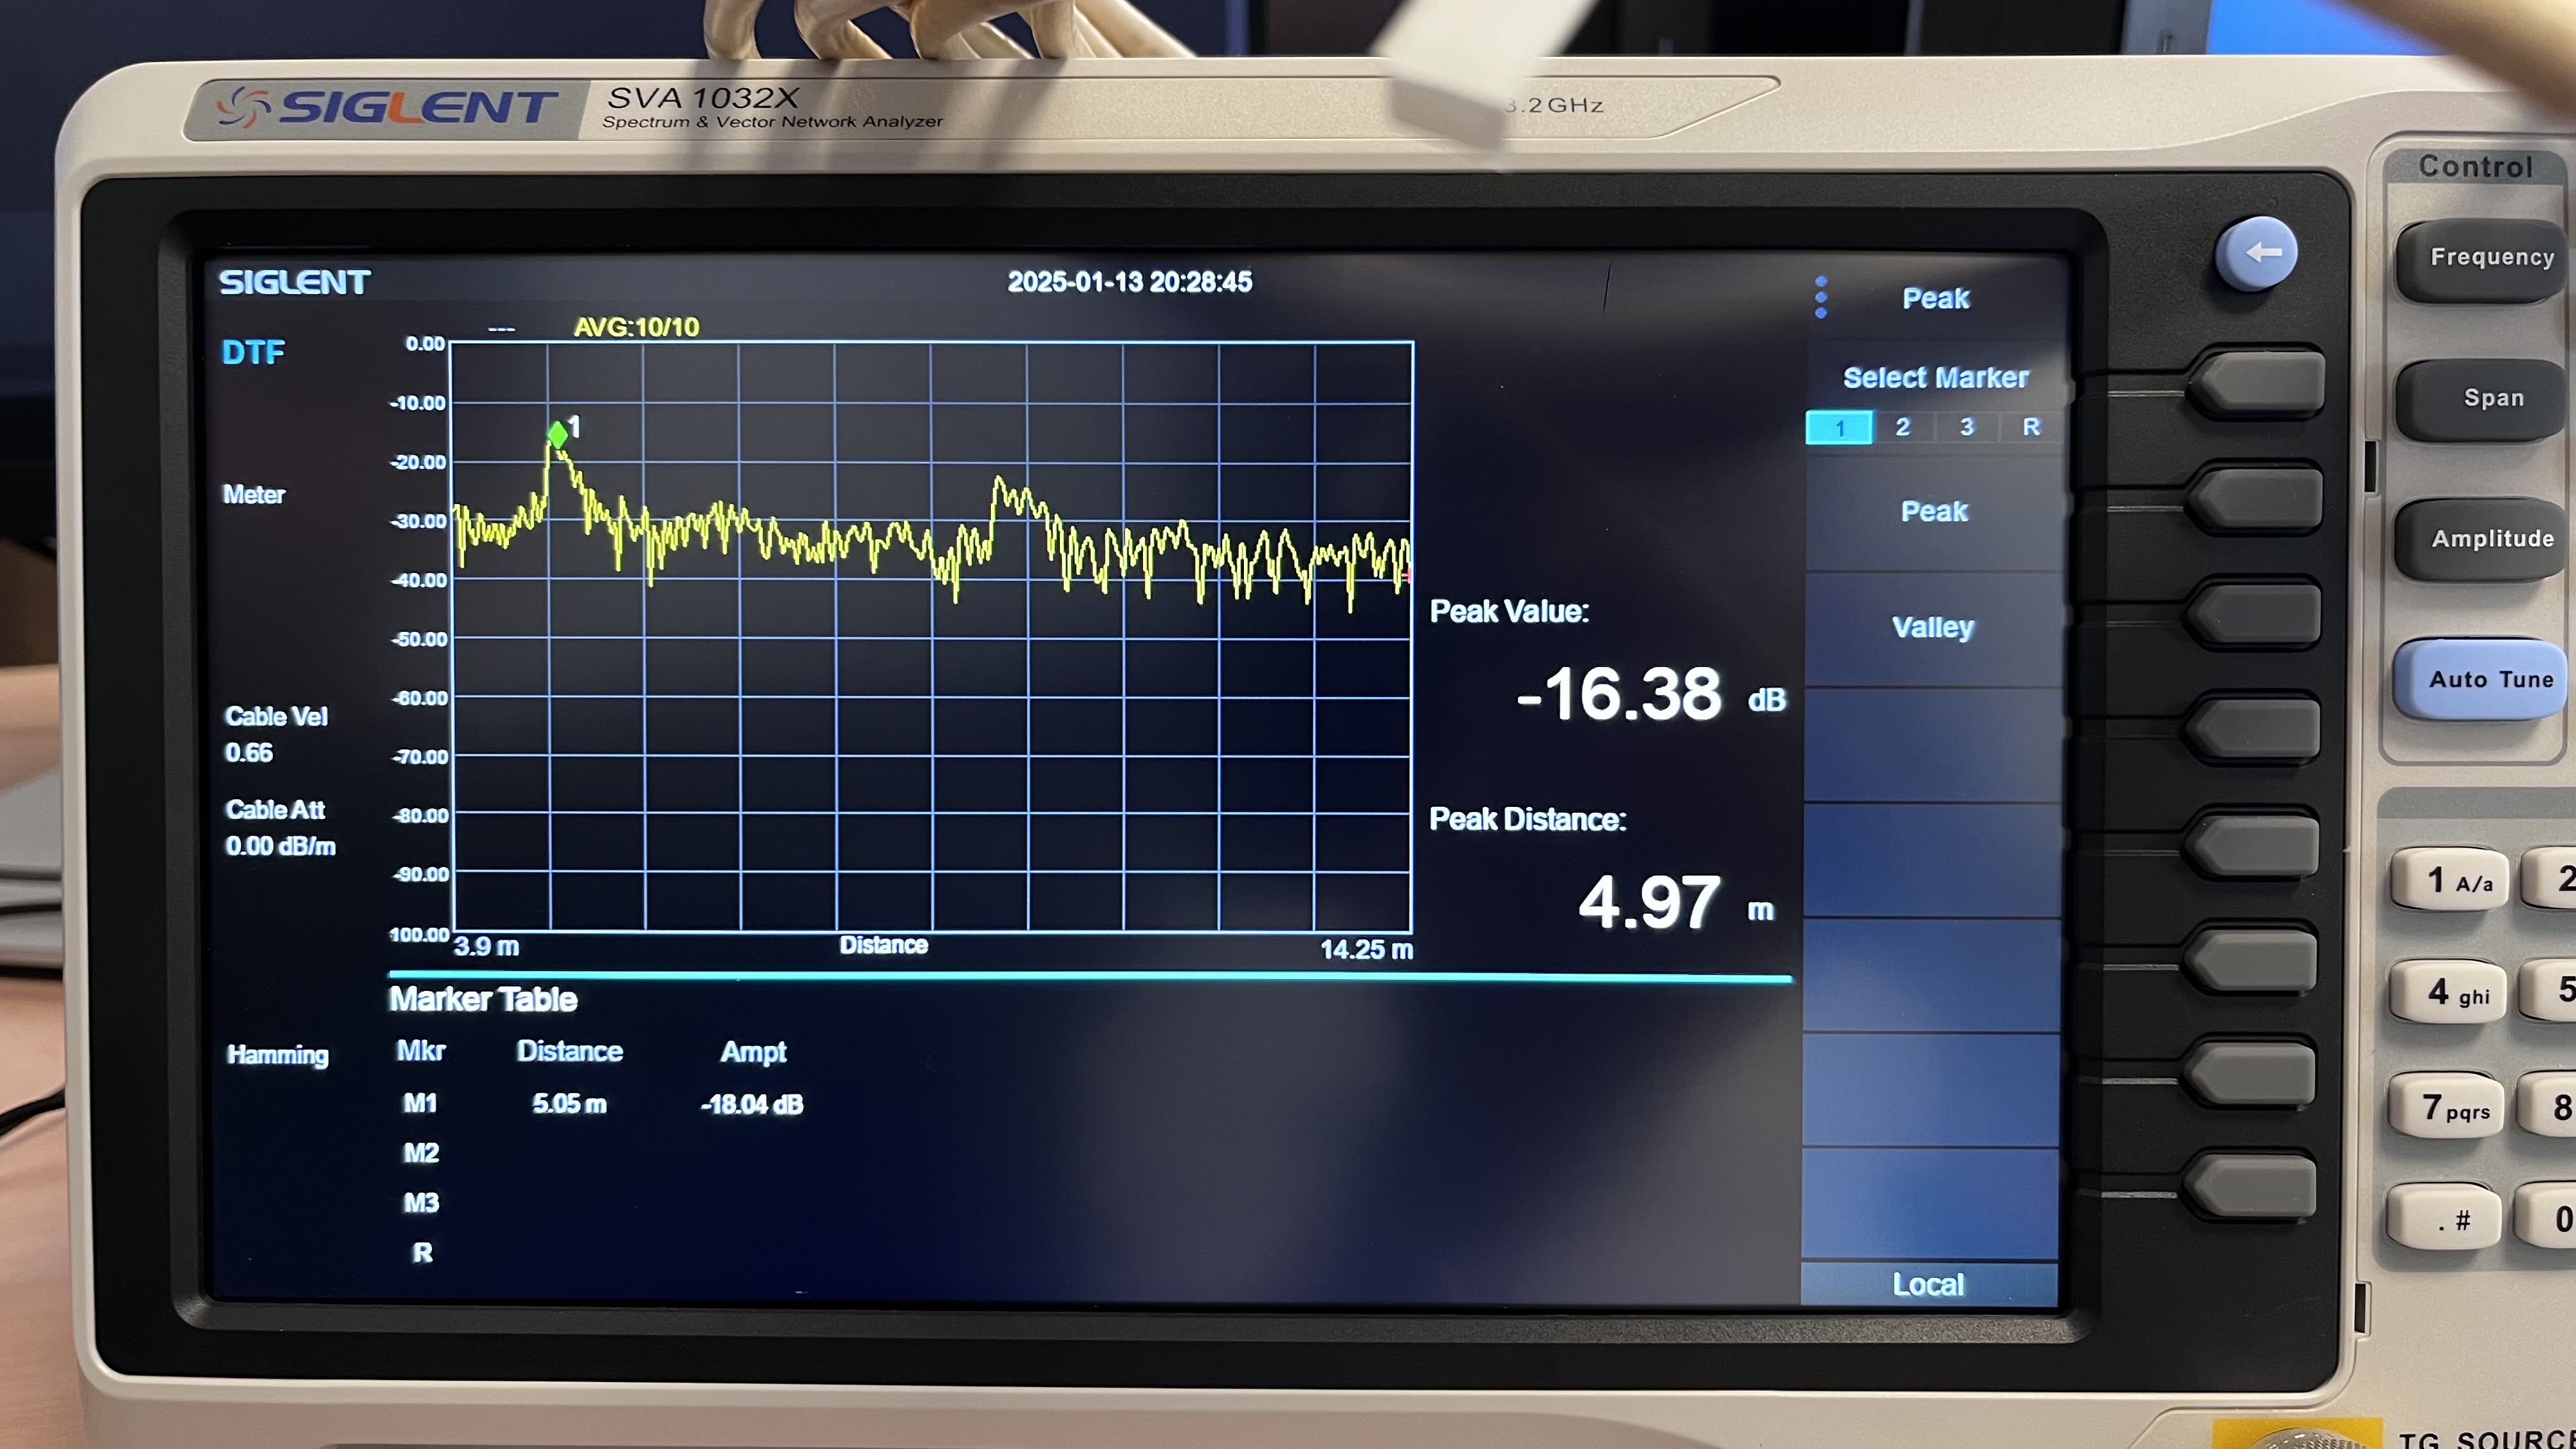 SIGLENT SVA 1032X
Spectrum & Vector Network Analyzer
3.2GHz
Control
Frequency
Span
Amplitude
Auto Tune
SIGLENT
2025-01-13 20:28:45
DTF
---
AVG:10/10
Meter
Cable Vel
0.66
Cable Att
0.00 dB/m
Hamming
0.00
-10.00
-20.00
-30.00
-40.00
-50.00
-60.00
-70.00
-80.00
-90.00
100.00
1
3.9 m
Distance
14.25 m
Peak Value:
-16.38 dB
Peak Distance:
4.97 m
Marker Table
Mkr Distance Ampt
M1 5.05 m -18.04 dB
M2
M3
R
Peak
Select Marker
1 2 3 R
Peak
Valley
Local
1 A/a 2
4 ghi 5
7 pqrs 8
. # 0